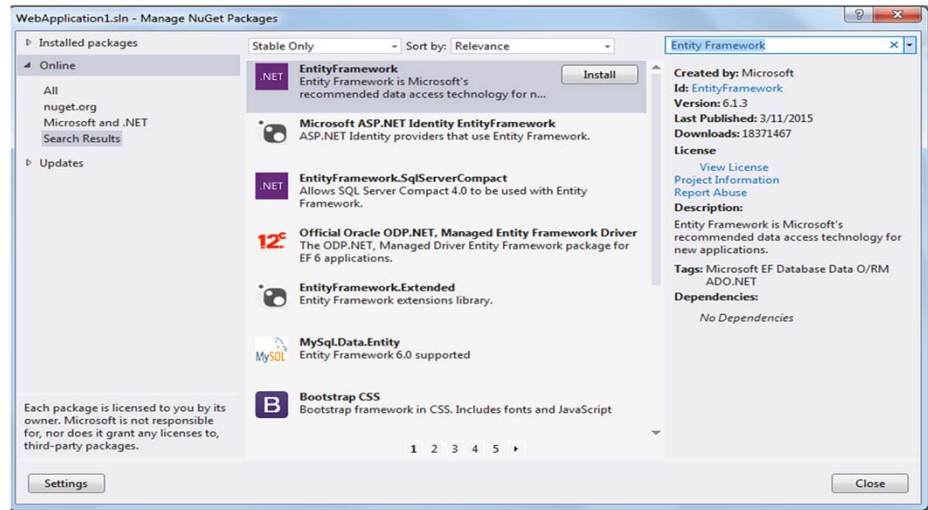 WebApplication1.sln - Manage NuGet Packages
Installed packages
Online
All
nuget.org
Microsoft and .NET
Search Results
Updates
Each package is licensed to you by its
owner. Microsoft is not responsible
for, nor does it grant any licenses to,
third-party packages.
Settings
Stable Only
Sort by: Relevance
.NET
EntityFramework
Entity Framework is Microsoft's
recommended data access technology for n...
Install
Microsoft ASP.NET Identity EntityFramework
ASP.NET Identity providers that use Entity Framework.
.NET
EntityFramework.SqlServerCompact
Allows SQL Server Compact 4.0 to be used with Entity
Framework.
12c
Official Oracle ODP.NET, Managed Entity Framework Driver
The ODP.NET, Managed Driver Entity Framework package for
EF 6 applications.
EntityFramework.Extended
Entity Framework extensions library.
MySQL
MySql.Data.Entity
Entity Framework 6.0 supported
B
Bootstrap CSS
Bootstrap framework in CSS. Includes fonts and JavaScript
1 2 3 4 5
Entity Framework
Created by: Microsoft
Id: EntityFramework
Version: 6.1.3
Last Published: 3/11/2015
Downloads: 18371467
License
View License
Project Information
Report Abuse
Description:
Entity Framework is Microsoft's
recommended data access technology for
new applications.
Tags: Microsoft EF Database Data O/RM
ADO.NET
Dependencies:
No Dependencies
Close